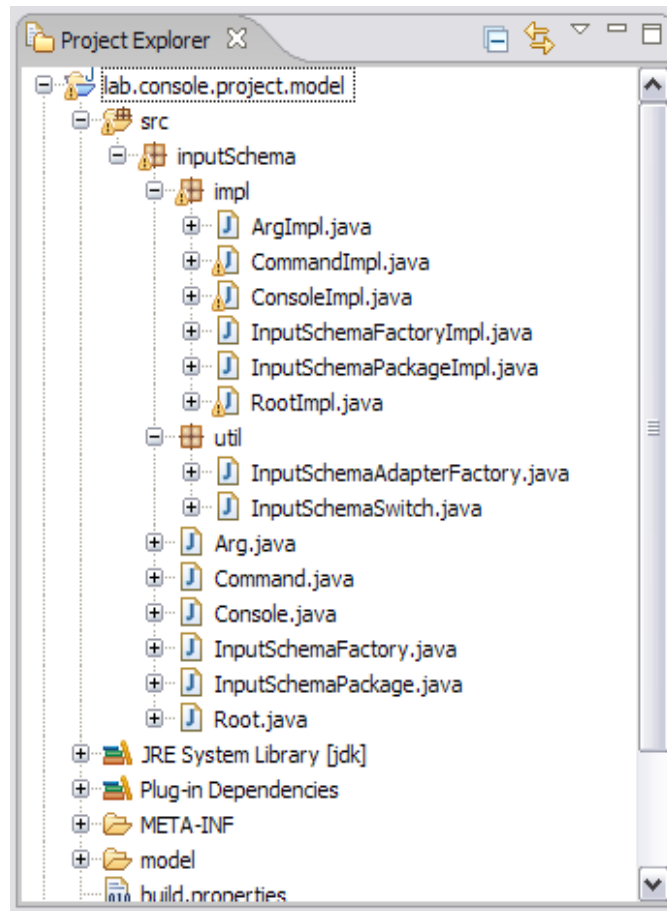 Project Explorer
lab.console.project.model
src
inputSchema
impl
ArgImpl.java
CommandImpl.java
ConsoleImpl.java
InputSchemaFactoryImpl.java
InputSchemaPackageImpl.java
RootImpl.java
util
InputSchemaAdapterFactory.java
InputSchemaSwitch.java
Arg.java
Command.java
Console.java
InputSchemaFactory.java
InputSchemaPackage.java
Root.java
JRE System Library [jdk]
Plug-in Dependencies
META-INF
model
build.properties